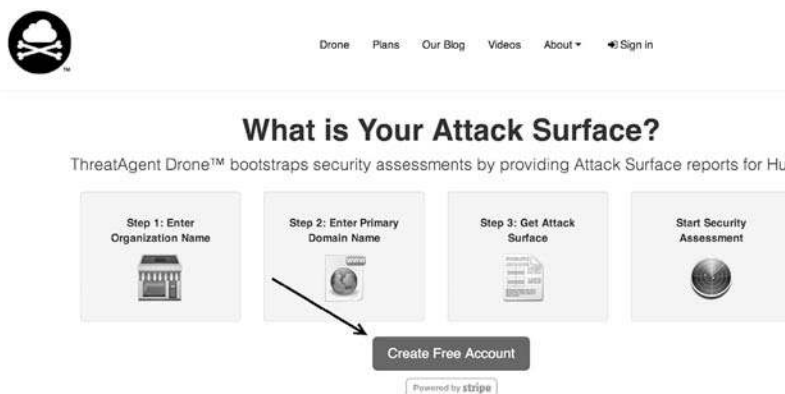 TM
Drone Plans Our Blog Videos About Sign in
What is Your Attack Surface?
ThreatAgent Drone™ bootstraps security assessments by providing Attack Surface reports for Hu
Step 1: Enter
Organization Name
Step 2: Enter Primary
Domain Name
WWW
Step 3: Get Attack
Surface
Start Security
Assessment
Create Free Account
Powered by stripe